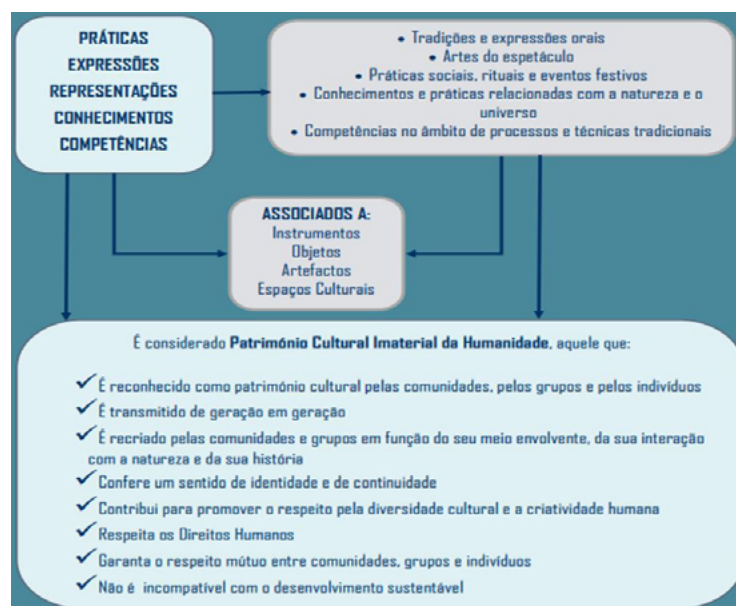 PRÁTICAS
EXPRESSÕES
REPRESENTAÇÕES
CONHECIMENTOS
COMPETÊNCIAS
• Tradições e expressões orais
• Artes do espetáculo
• Práticas sociais, rituais e eventos festivos
• Conhecimentos e práticas relacionadas com a natureza e o
universo
• Competências no âmbito de processos e técnicas tradicionais
ASSOCIADOS A:
Instrumentos
Objetos
Artefactos
Espaços Culturais
É considerado Património Cultural Imaterial da Humanidade, aquele que:
✓ É reconhecido como património cultural pelas comunidades, pelos grupos e pelos indivíduos
✓ É transmitido de geração em geração
✓ É recriado pelas comunidades e grupos em função do seu meio envolvente, da sua interação
com a natureza e da sua história
✓ Confere um sentido de identidade e de continuidade
✓ Contribui para promover o respeito pela diversidade cultural e a criatividade humana
✓ Respeita os Direitos Humanos
✓ Garanta o respeito mútuo entre comunidades, grupos e indivíduos
✓ Não é incompatível com o desenvolvimento sustentável